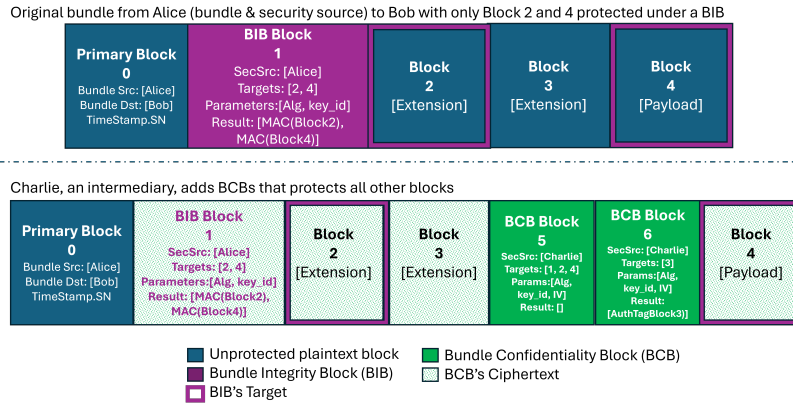 Original bundle from Alice (bundle & security source) to Bob with only Block 2 and 4 protected under a BIB
Primary Block
0
Bundle Src: [Alice]
Bundle Dst: [Bob]
TimeStamp.SN
BIB Block
1
SecSrc: [Alice]
Targets: [2, 4]
Parameters:[Alg, key_id]
Result: [MAC(Block2),
MAC(Block4)]
Block
2
[Extension]
Block
3
[Extension]
Block
4
[Payload]
Charlie, an intermediary, adds BCBs that protects all other blocks
Primary Block
0
Bundle Src: [Alice]
Bundle Dst: [Bob]
TimeStamp.SN
BIB Block
1
SecSrc: [Alice]
Targets: [2, 4]
Parameters:[Alg, key_id]
Result: [MAC(Block2),
MAC(Block4)]
Block
2
[Extension]
Block
3
[Extension]
BCB Block
5
SecSrc: [Charlie]
Targets: [1, 2, 4]
Params:[Alg,
key_id, IV]
Result: []
BCB Block
6
SecSrc: [Charlie]
Targets: [3]
Params:[Alg,
key_id, IV]
Result:
[AuthTagBlock3)]
Block
4
[Payload]
Unprotected plaintext block
Bundle Integrity Block (BIB)
BIB's Target
Bundle Confidentiality Block (BCB)
BCB's Ciphertext